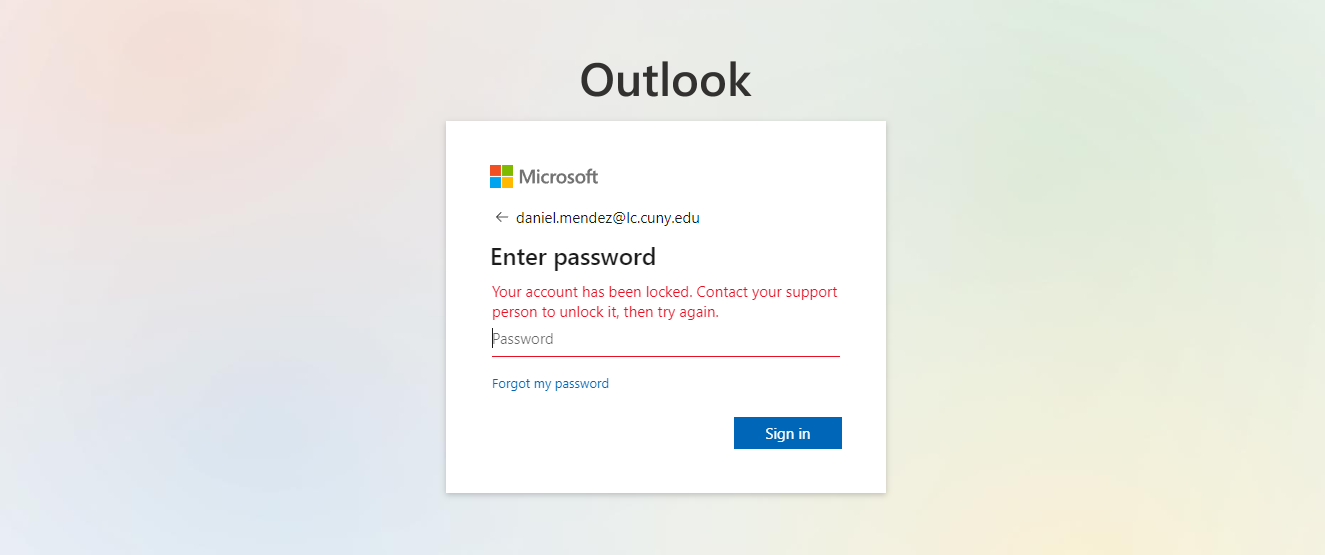 Outlook
Microsoft
daniel.mendez@lc.cuny.edu
Enter password
Your account has been locked. Contact your support
person to unlock it, then try again.
Password
Forgot my password
Sign in